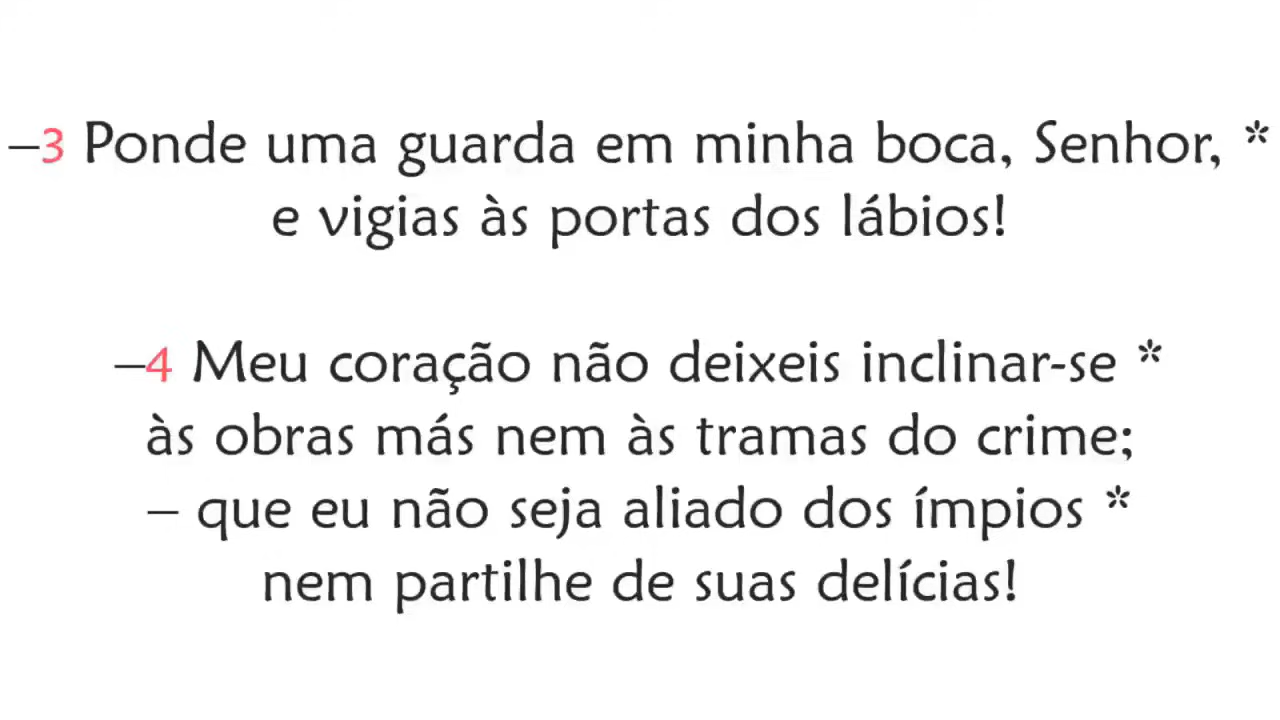 –3 Ponde uma guarda em minha boca, Senhor, *
e vigias às portas dos lábios!
–4 Meu coração não deixeis inclinar-se *
às obras más nem às tramas do crime;
– que eu não seja aliado dos ímpios *
nem partilhe de suas delícias!